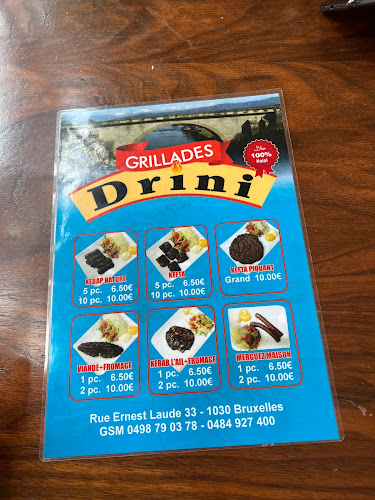 GRILLADES
Drini
حلال
100%
Halal
KEBAP NATURE
5 pc. 6.50€
10 pc. 10.00€
KEFTA
5 pc. 6.50€
10 pc. 10.00€
KEFTA PIQUANT
Grand 10.00€
VIANDE+FROMAGE
1 pc. 6.50€
2 pc. 10.00€
KEBAB L'AIL+FROMAGE
1 pc. 6.50€
2 pc. 10.00€
MERGUEZ MAISON
1 pc. 6.50€
2 pc. 10.00€
Rue Ernest Laude 33 - 1030 Bruxelles
GSM 0498 79 03 78 - 0484 927 400